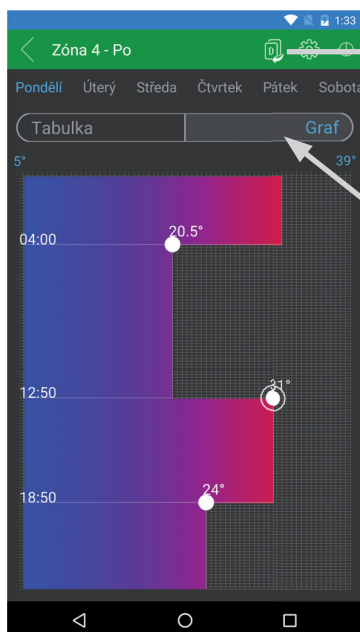 1:33
Zóna 4 - Po
D
Pondělí Úterý Středa Čtvrtek Pátek Sobota
Tabulka Graf
5° 39°
20.5°
04:00
31°
12:50
24°
18:50